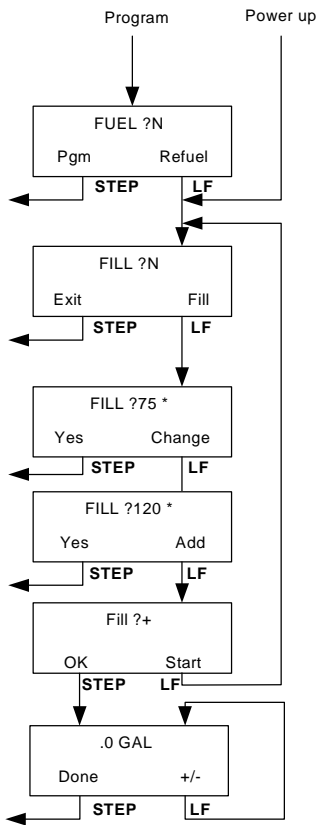 Program Power up
FUEL ?N
Pgm Refuel
STEP LF
FILL ?N
Exit Fill
STEP LF
FILL ?75 *
Yes Change
STEP LF
FILL ?120 *
Yes Add
STEP LF
Fill ?+
OK Start
STEP LF
.0 GAL
Done +/-
STEP LF